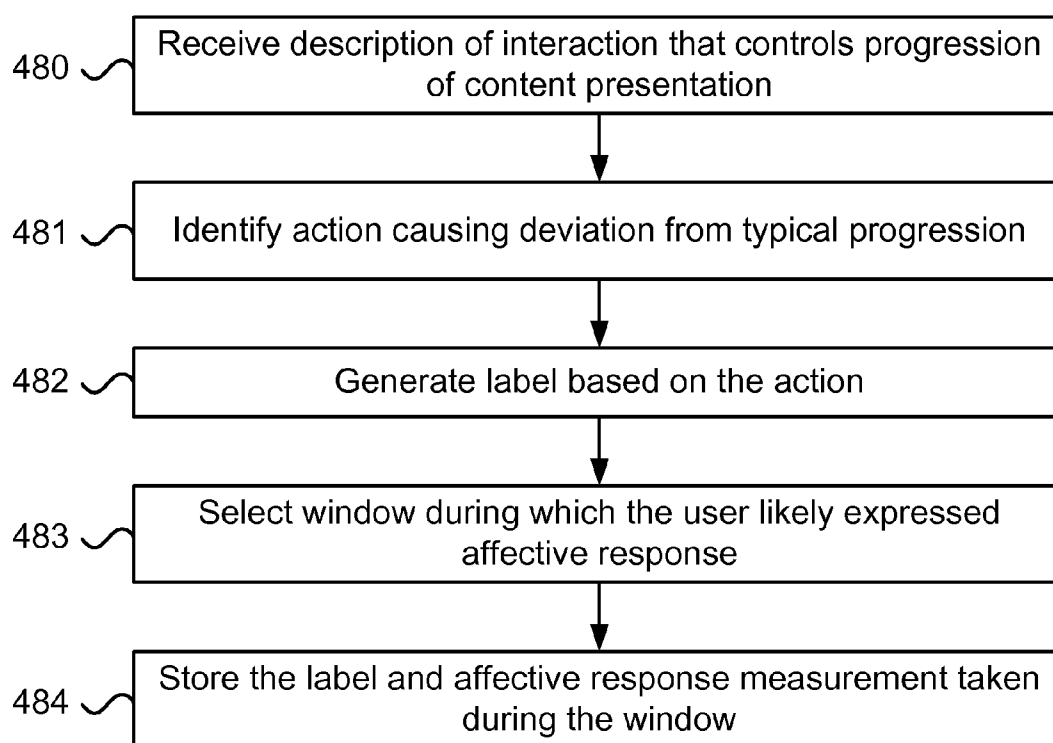 480
Receive description of interaction that controls progression
of content presentation
481
Identify action causing deviation from typical progression
482
Generate label based on the action
483
Select window during which the user likely expressed
affective response
484
Store the label and affective response measurement taken
during the window